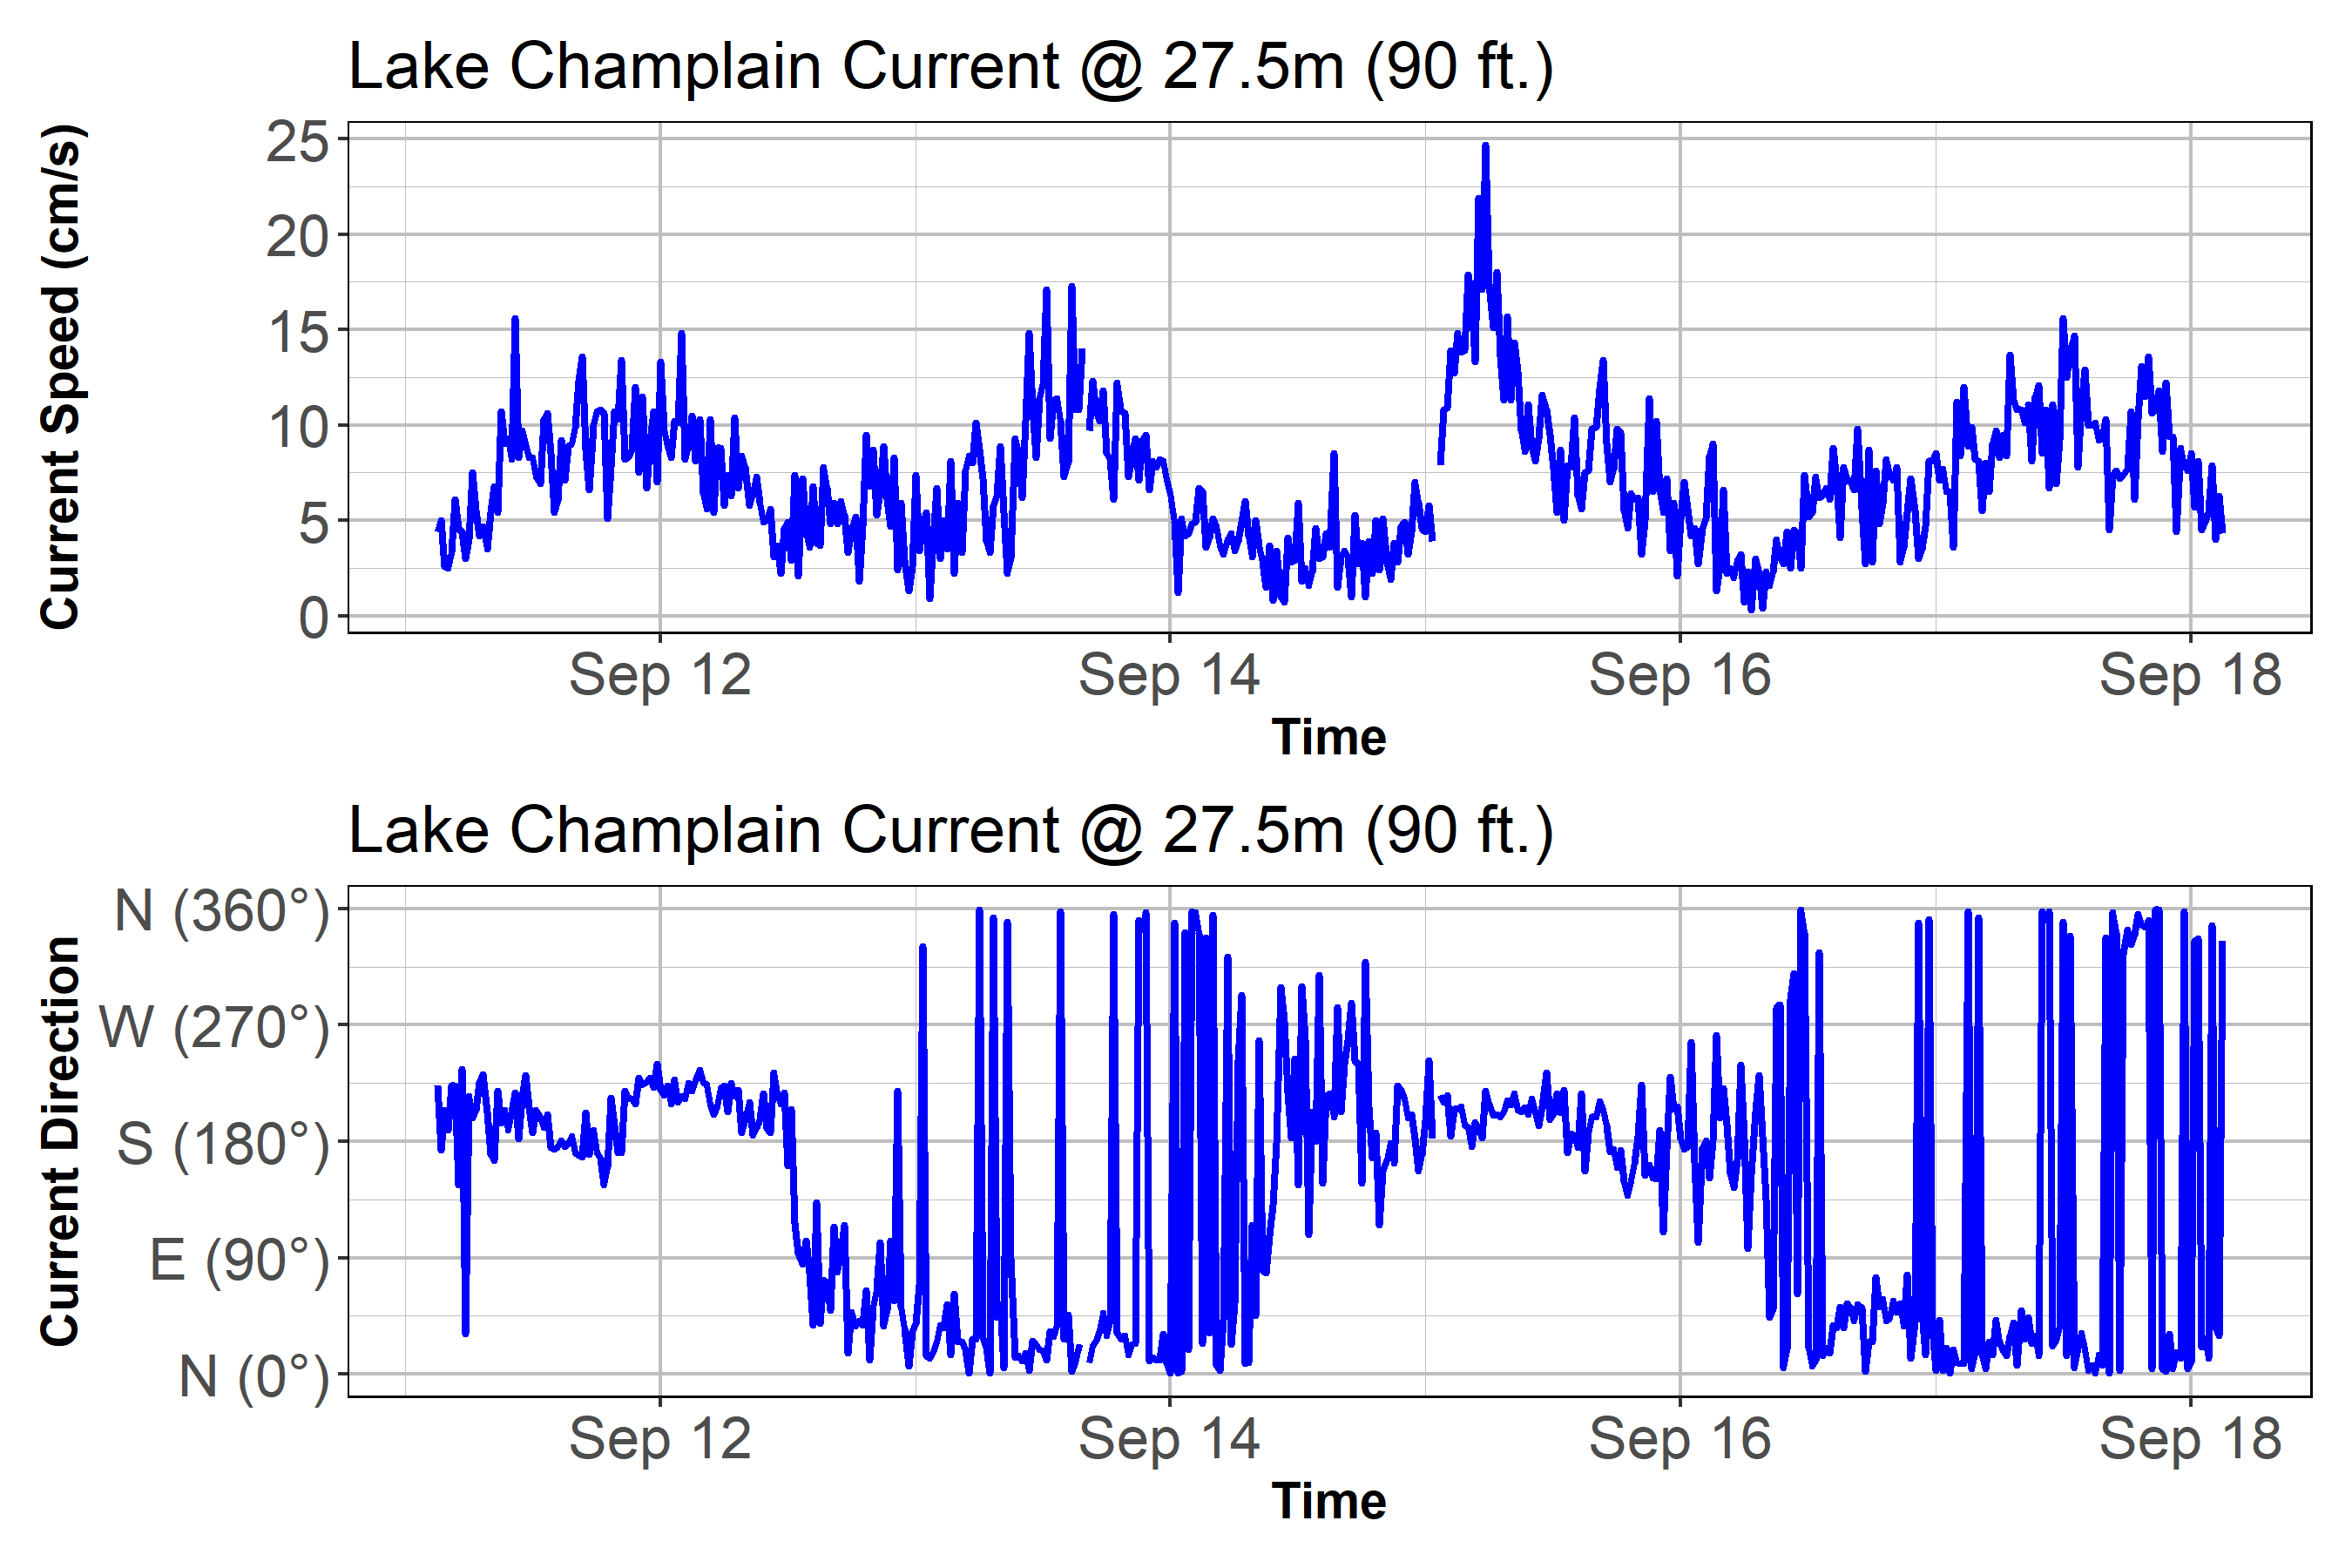 Lake Champlain Current @ 27.5m (90 ft.)
Current Speed (cm/s)
25
20
15
10
5
0
Sep 12 Sep 14 Sep 16 Sep 18
Time
Lake Champlain Current @ 27.5m (90 ft.)
Current Direction
N (360°)
W (270°)
S (180°)
E (90°)
N (0°)
Sep 12 Sep 14 Sep 16 Sep 18
Time